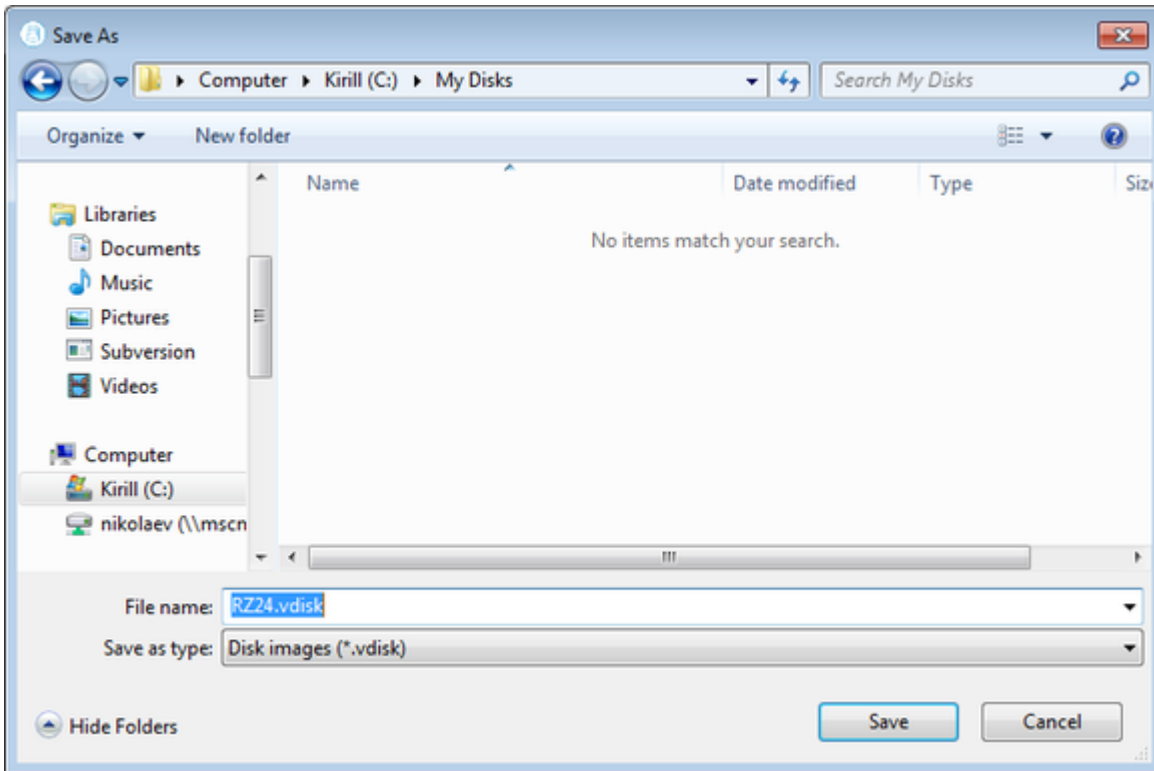 Save As
Computer Kirill (C:) My Disks Search My Disks
Organize New folder
Name Date modified Type
Libraries
No items match your search.
Documents
Music
Pictures
Subversion
Videos
Computer
Kirill (C:)
nikolaev (\\mscn
File name: RZ24.vdisk
Save as type: Disk images (*.vdisk)
Hide Folders Save Cancel